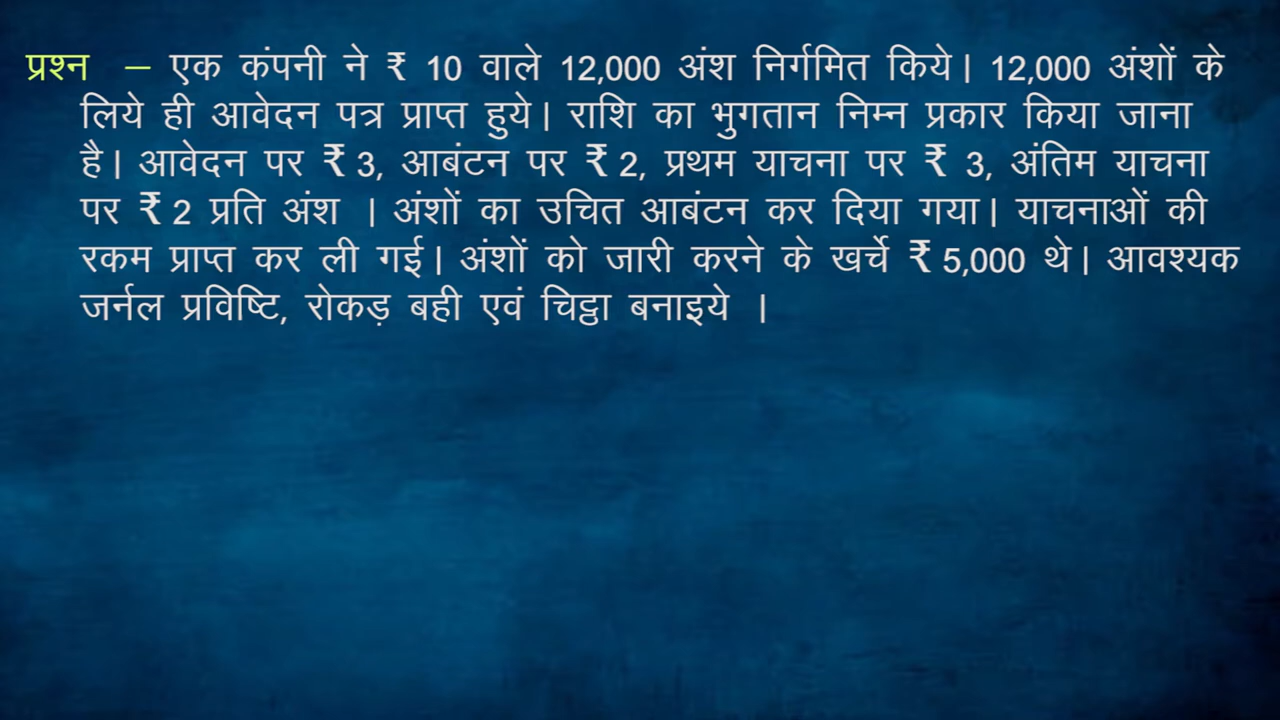 प्रश्न – एक कंपनी ने ₹ 10 वाले 12,000 अंश निर्गमित किये। 12,000 अंशों के
लिये ही आवेदन पत्र प्राप्त हुये। राशि का भुगतान निम्न प्रकार किया जाना
है। आवेदन पर ₹ 3, आबंटन पर ₹ 2, प्रथम याचना पर ₹ 3, अंतिम याचना
पर ₹ 2 प्रति अंश । अंशों का उचित आबंटन कर दिया गया। याचनाओं की
रकम प्राप्त कर ली गई। अंशों को जारी करने के खर्चे ₹ 5,000 थे। आवश्यक
जर्नल प्रविष्टि, रोकड़ बही एवं चिट्ठा बनाइये ।